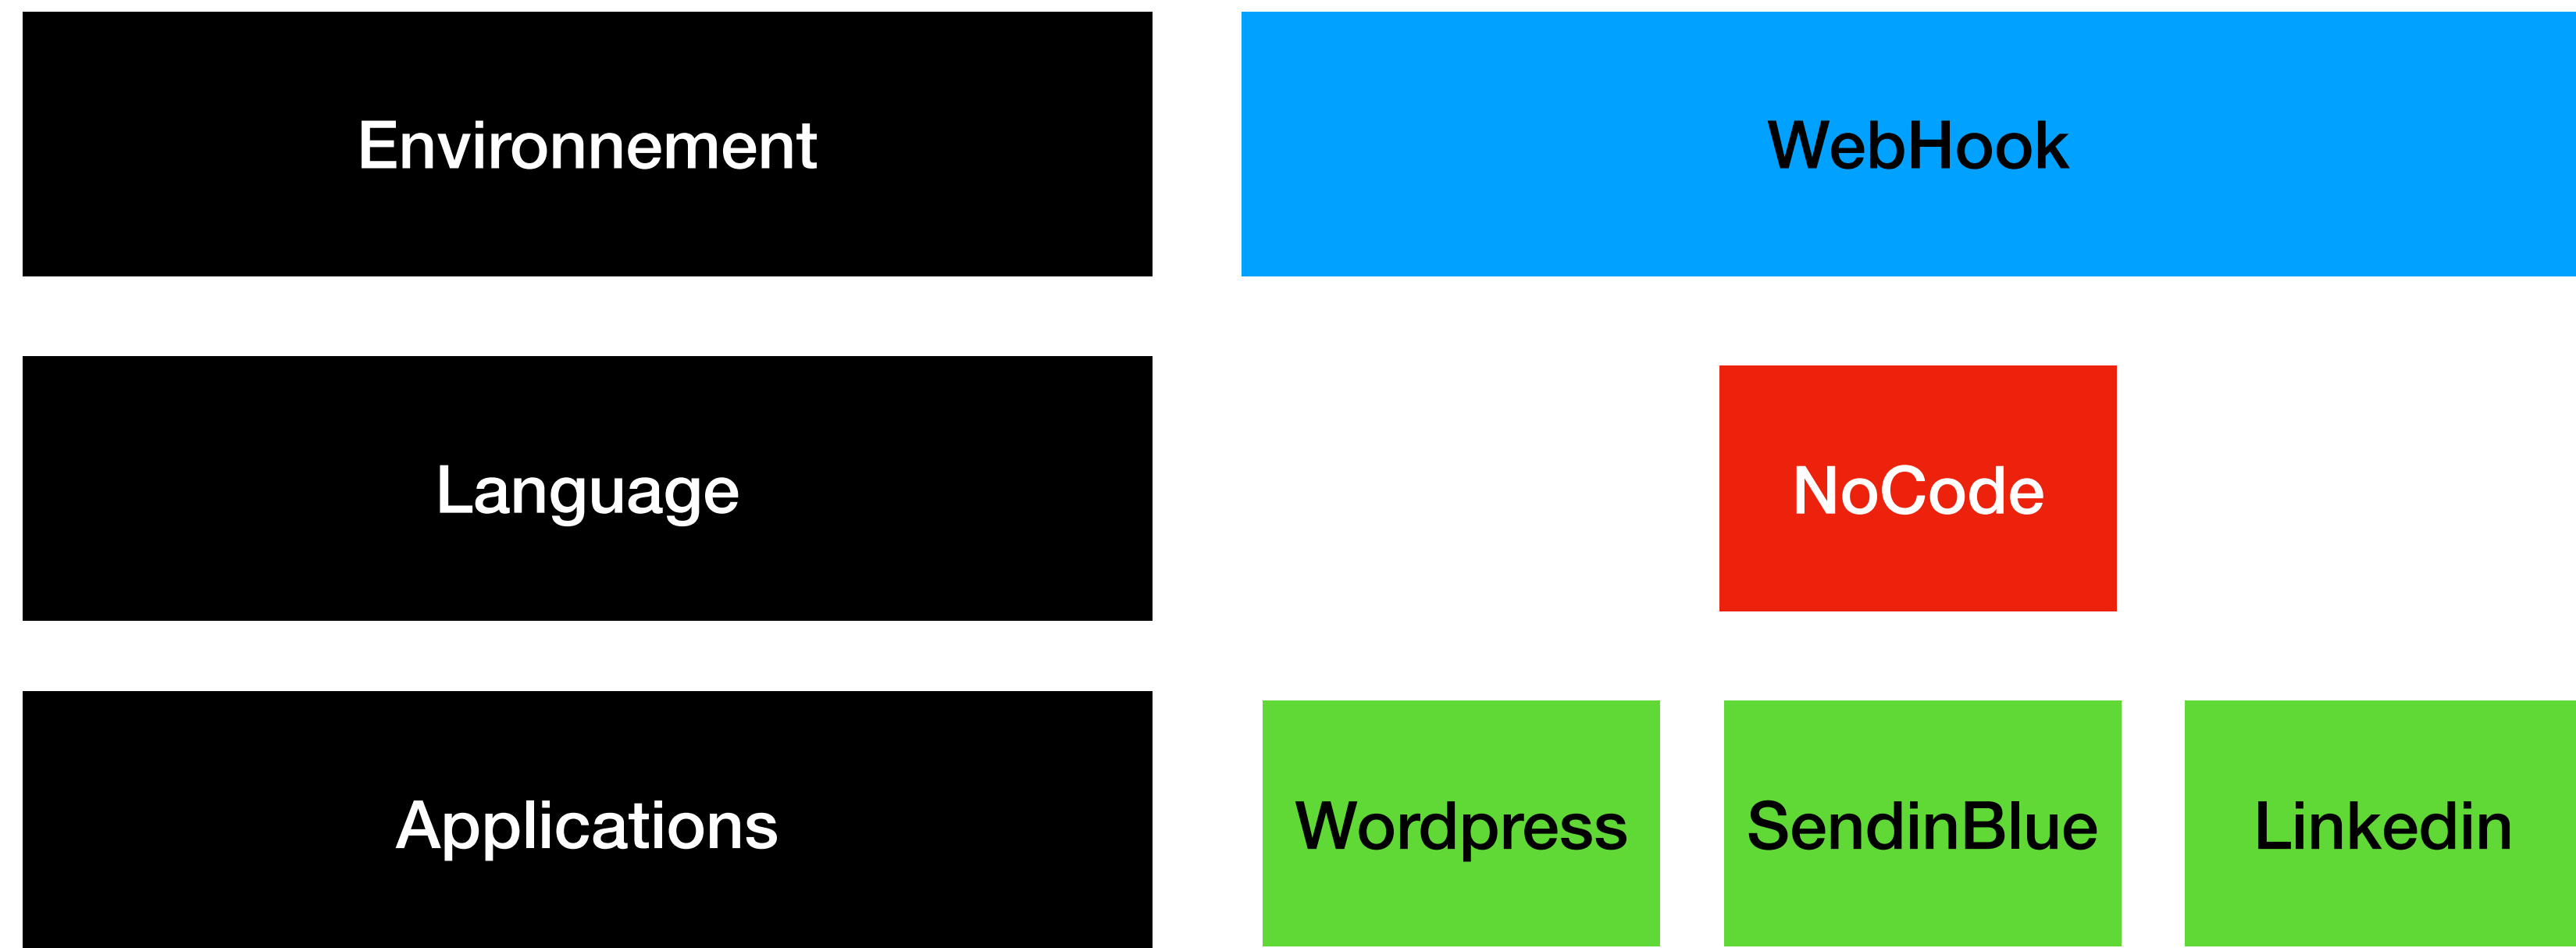 Environnement
WebHook
Language
NoCode
Applications
Wordpress
SendinBlue
Linkedin